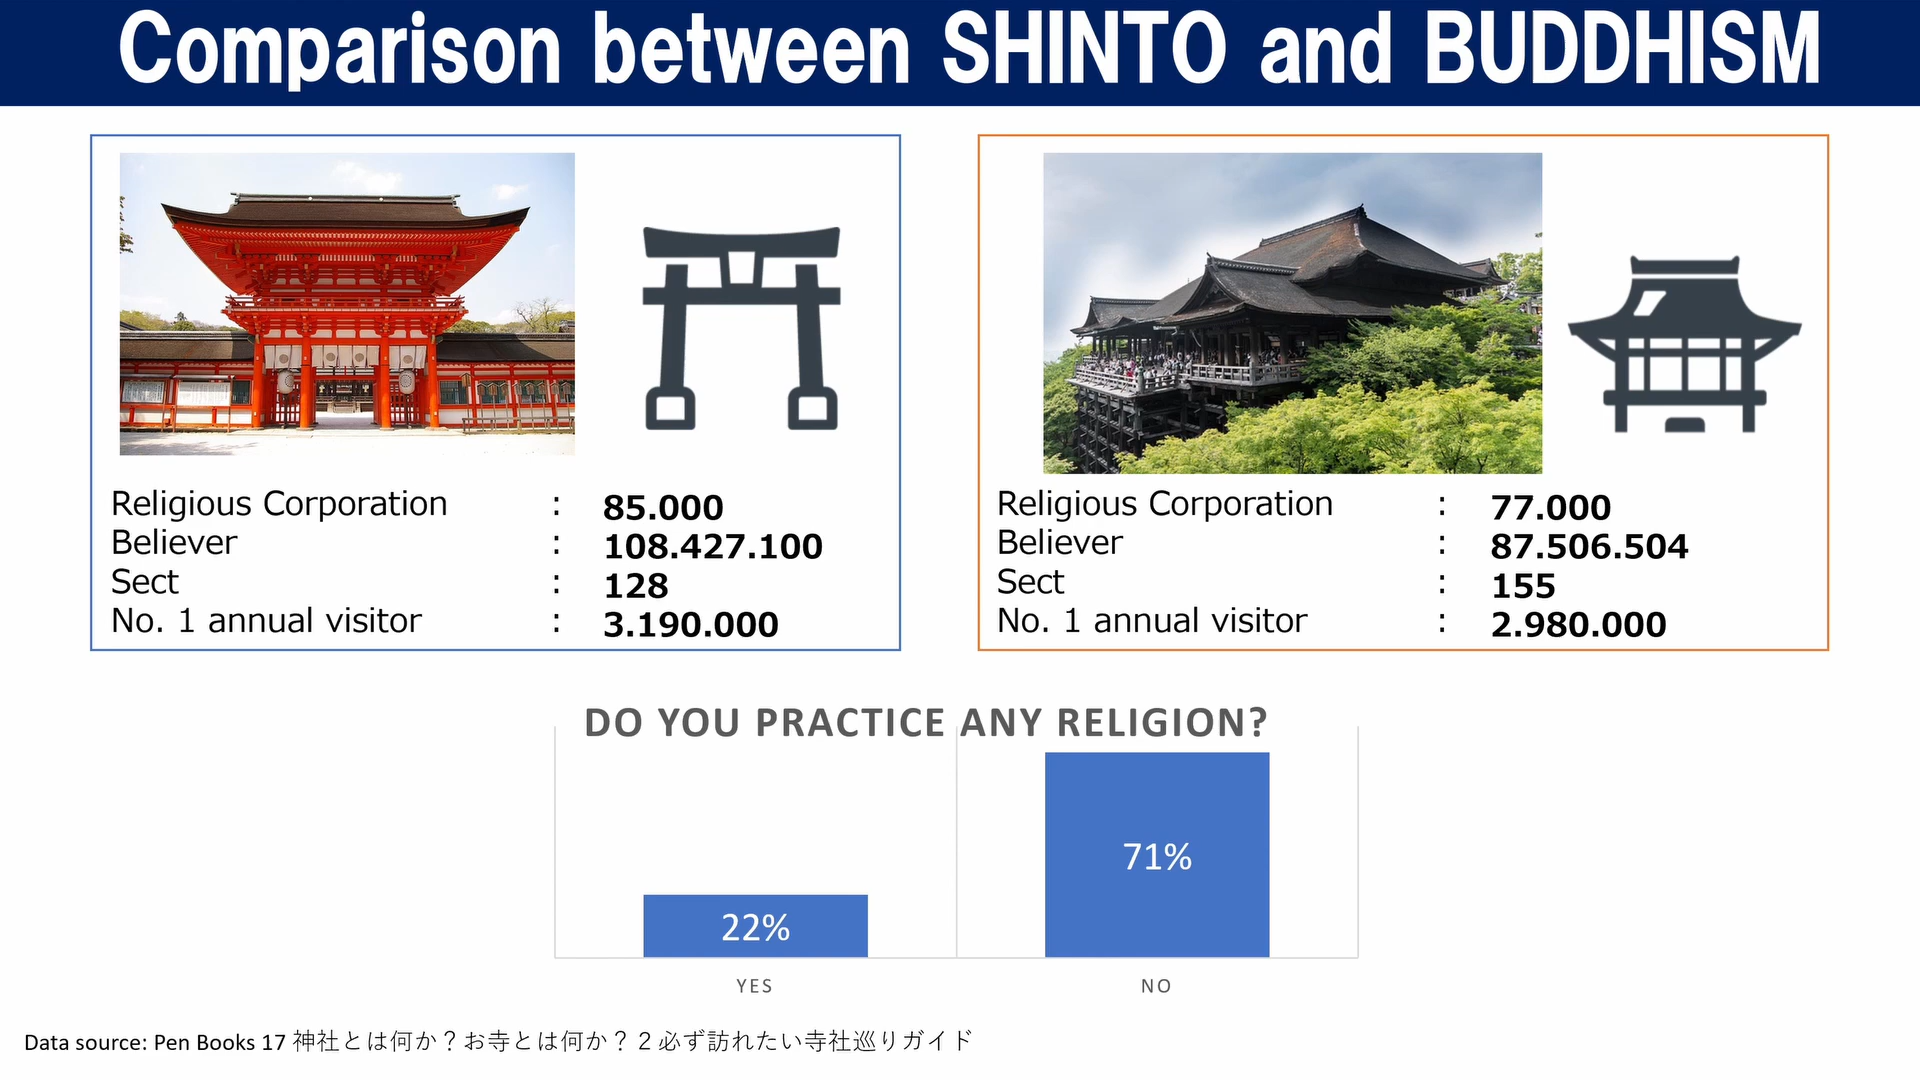 Comparison between SHINTO and BUDDHISM
Religious Corporation : 85.000
Believer : 108.427.100
Sect : 128
No. 1 annual visitor : 3.190.000
Religious Corporation : 77.000
Believer : 87.506.504
Sect : 155
No. 1 annual visitor : 2.980.000
DO YOU PRACTICE ANY RELIGION?
22%
71%
YES
NO
Data source: Pen Books 17 神社とは何か？お寺とは何か？２必ず訪れたい寺社巡りガイド